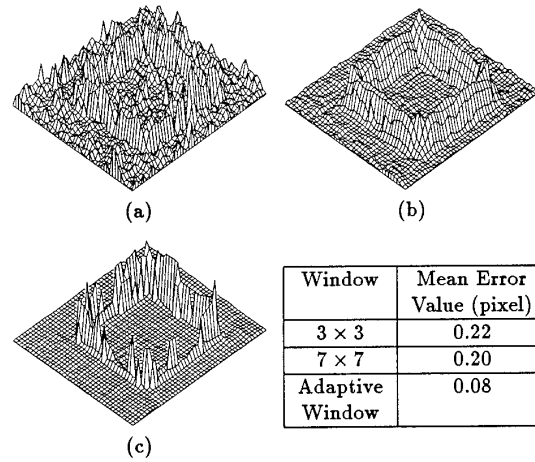 (a)
(b)
(c)
Window Mean Error
Value (pixel)
3 × 3 0.22
7 × 7 0.20
Adaptive 0.08
Window